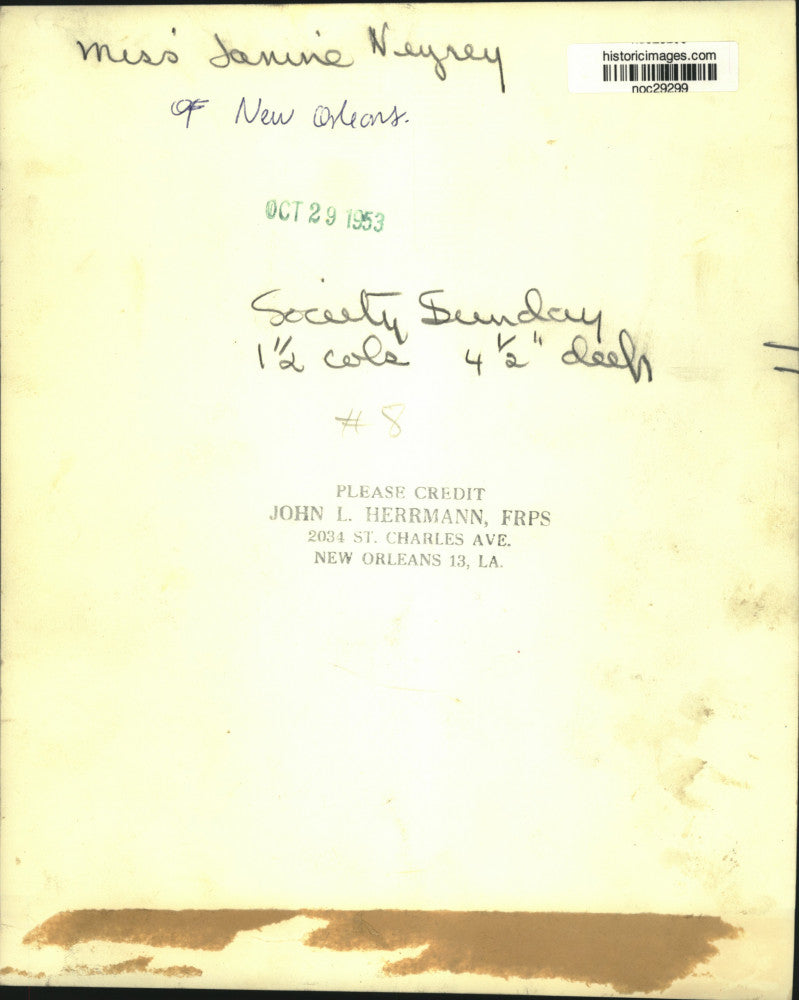 Miss Janine Neyrey
historicimages.com
noc29299
OF New Orleans.
OCT 29 1953
Society Sunday
1 1/2 cols 4 1/2" deep
# 8
PLEASE CREDIT
JOHN L. HERRMANN, FRPS
2034 ST. CHARLES AVE.
NEW ORLEANS 13, LA.